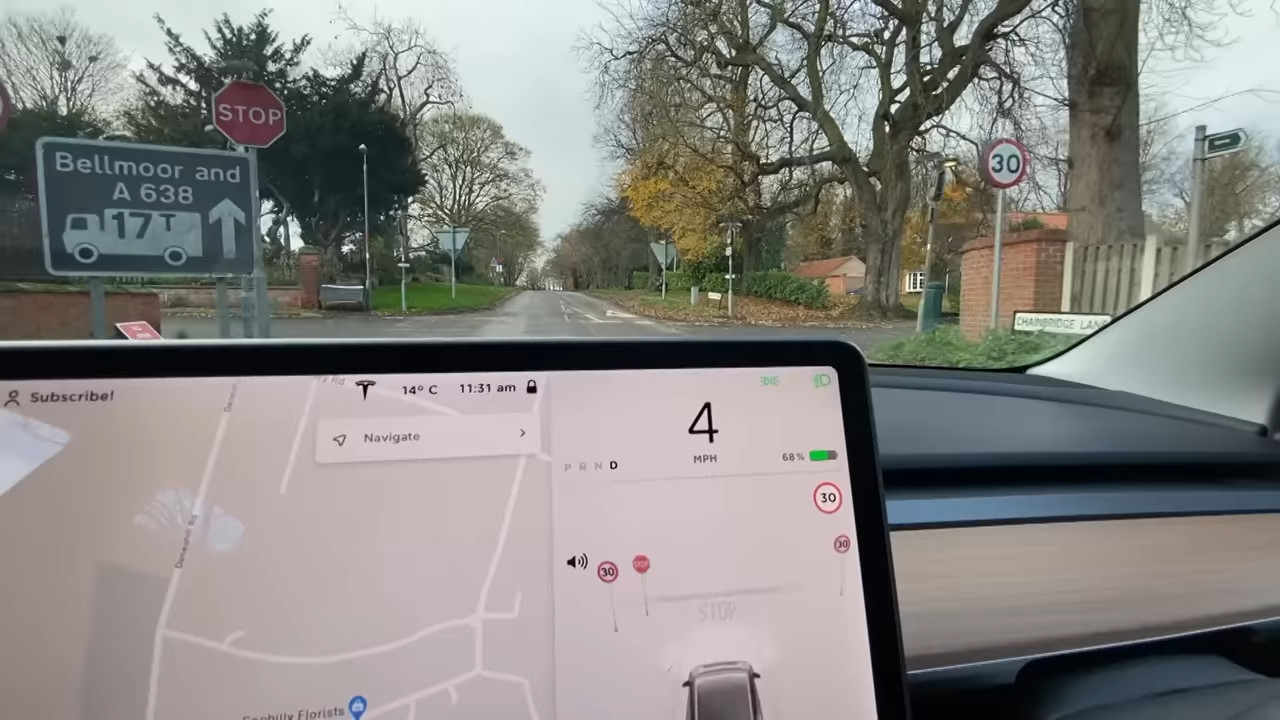 STOP
Bellmoor and
A 638
17T
30
CHAINBRIDGE LANE
Subscribe!
14° C
11:31 am
Navigate
4
MPH
68%
P R N D
30
30
30
STOP
STOP